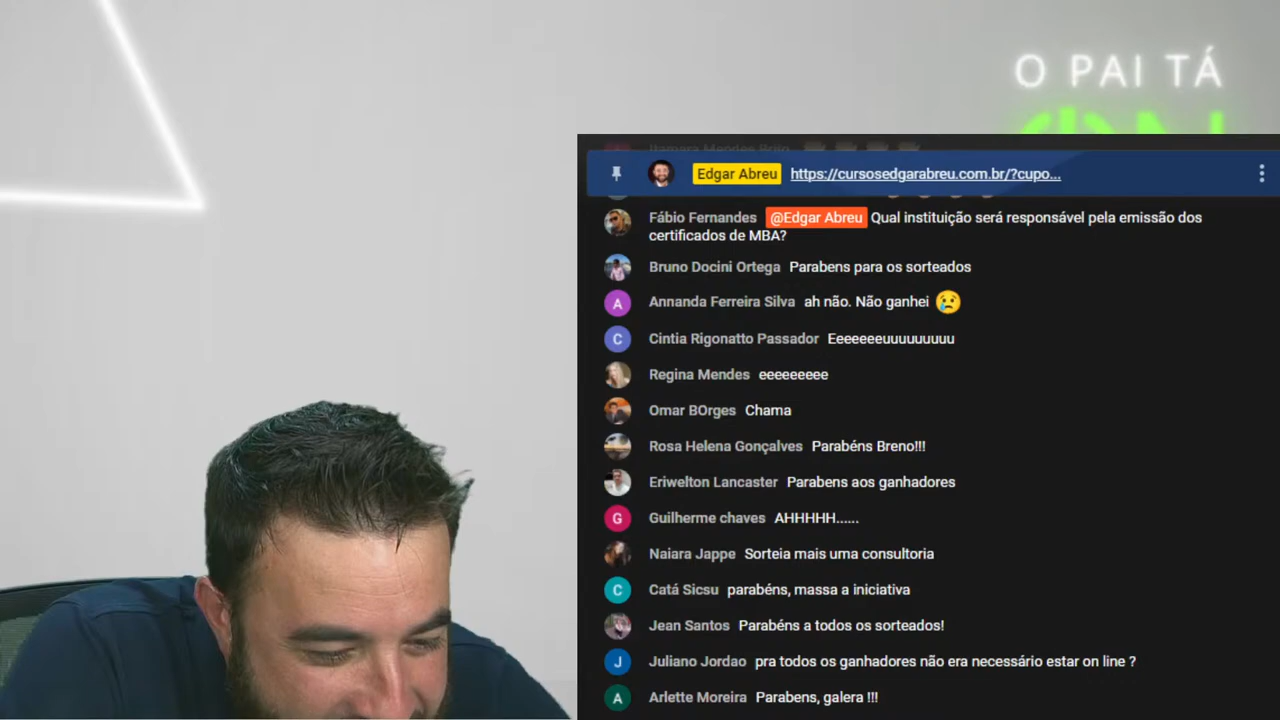 O PAI TÁ
ON
Itamara Mendes Brito
Edgar Abreu https://cursosedgarabreu.com.br/?cupo...
Fábio Fernandes @Edgar Abreu Qual instituição será responsável pela emissão dos
certificados de MBA?
Bruno Docini Ortega Parabens para os sorteados
A Annanda Ferreira Silva ah não. Não ganhei 😢
C Cintia Rigonatto Passador Eeeeeeeuuuuuuuuu
Regina Mendes eeeeeeeee
Omar BOrges Chama
Rosa Helena Gonçalves Parabéns Breno!!!
Eriwelton Lancaster Parabens aos ganhadores
G Guilherme chaves AHHHHH......
Naiara Jappe Sorteia mais uma consultoria
C Catá Sicsu parabéns, massa a iniciativa
Jean Santos Parabéns a todos os sorteados!
J Juliano Jordao pra todos os ganhadores não era necessário estar on line ?
A Arlette Moreira Parabens, galera !!!